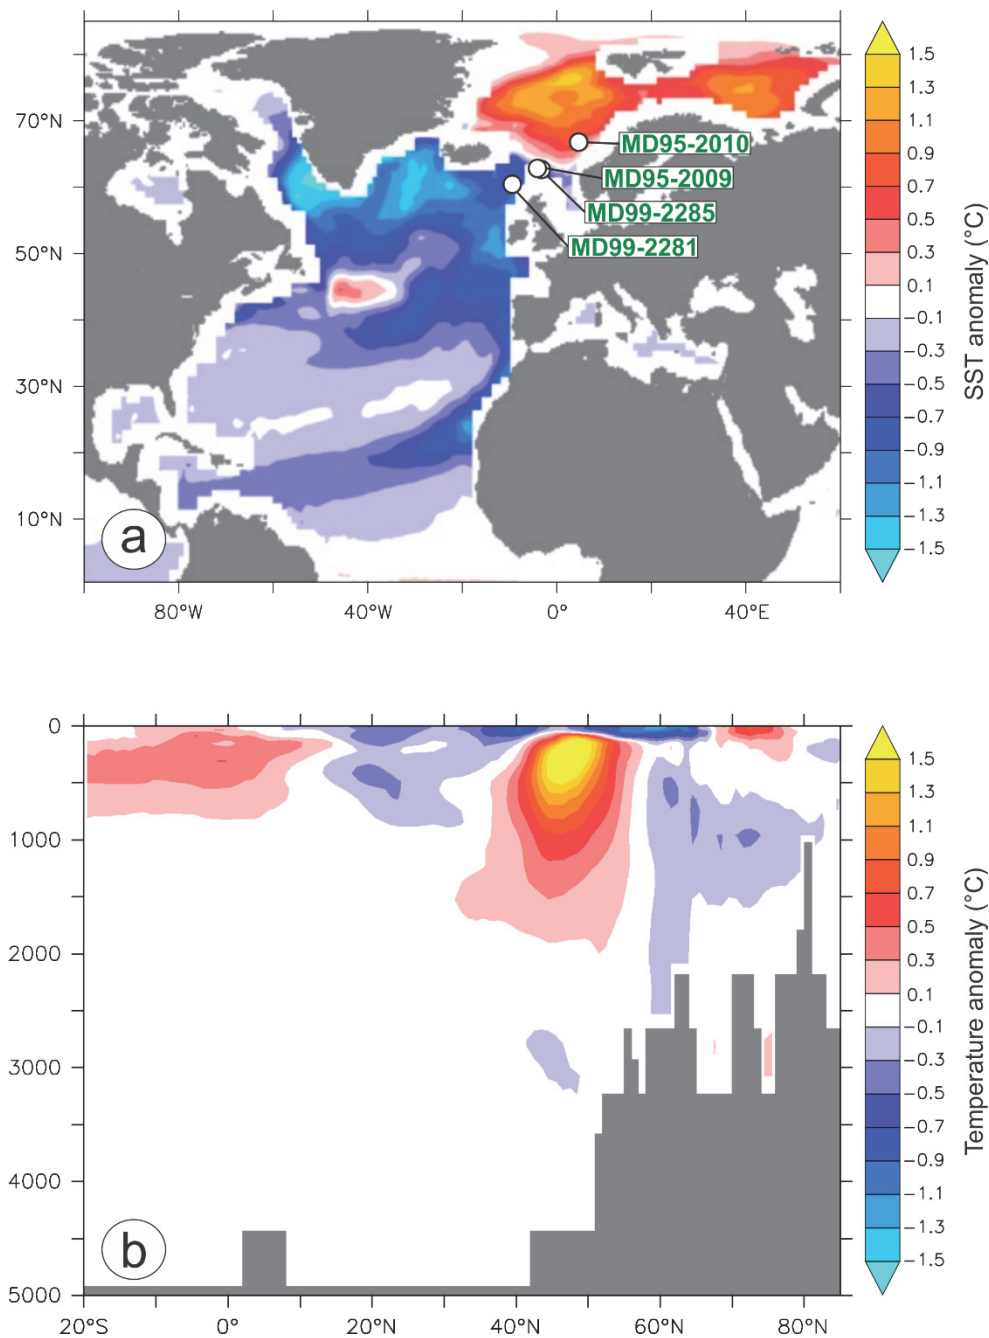 70°N
50°N
30°N
10°N
80°W
40°W
0°
40°E
MD95-2010
MD95-2009
MD99-2285
MD99-2281
a
1.5
1.3
1.1
0.9
0.7
0.5
0.3
0.1
−0.1
−0.3
−0.5
−0.7
−0.9
−1.1
−1.3
−1.5
SST anomaly (°C)
0
1000
2000
3000
4000
5000
20°S
0°
20°N
40°N
60°N
80°N
b
1.5
1.3
1.1
0.9
0.7
0.5
0.3
0.1
−0.1
−0.3
−0.5
−0.7
−0.9
−1.1
−1.3
−1.5
Temperature anomaly (°C)